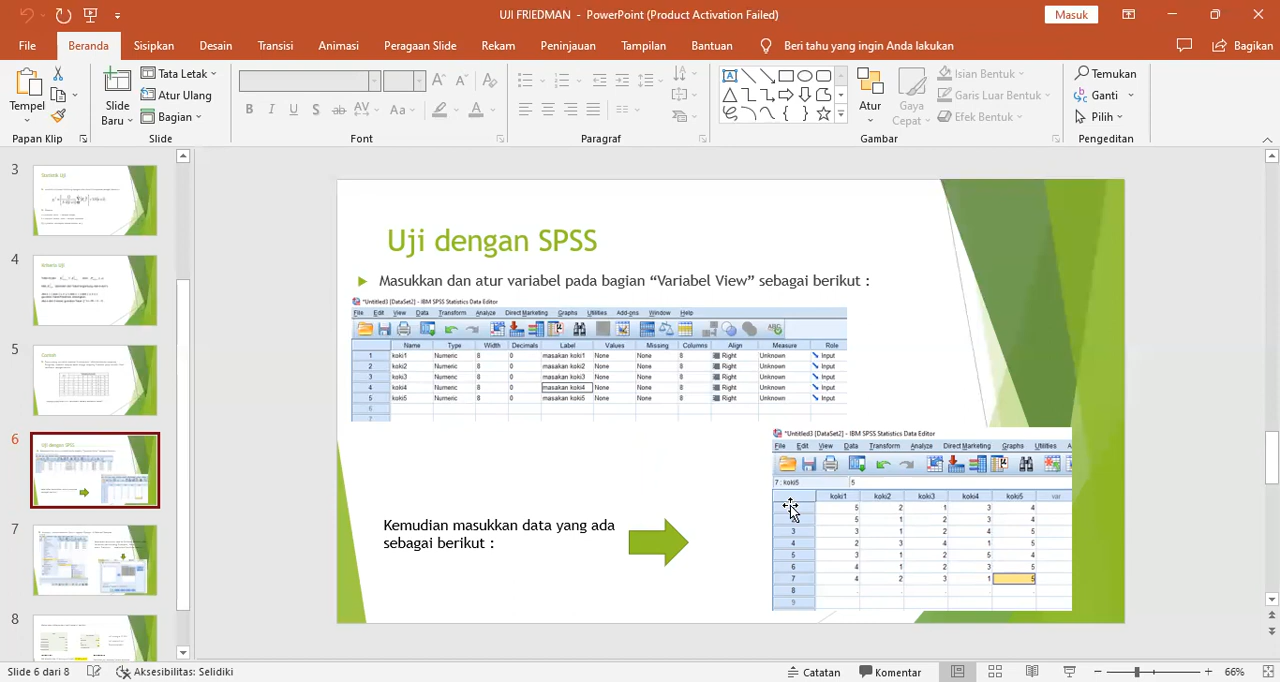 UJI FRIEDMAN - PowerPoint (Product Activation Failed)
Masuk
File Beranda Sisipkan Desain Transisi Animasi Peragaan Slide Rekam Peninjauan Tampilan Bantuan Beri tahu yang ingin Anda lakukan Bagikan
Tempel
Papan Klip
Slide Baru
Tata Letak
Atur Ulang
Bagian
Slide
Font
Paragraf
Atur
Gaya Cepat
Isian Bentuk
Garis Luar Bentuk
Efek Bentuk
Gambar
Temukan
Ganti
Pilih
Pengeditan
3
4
5
6
7
8
Uji dengan SPSS
Masukkan dan atur variabel pada bagian “Variabel View” sebagai berikut :
*Untitled3 [DataSet2] - IBM SPSS Statistics Data Editor
File Edit View Data Transform Analyze Direct Marketing Graphs Utilities Add-ons Window Help
Name Type Width Decimals Label Values Missing Columns Align Measure Role
1 koki1 Numeric 8 0 masakan koki1 None None 8 Right Unknown Input
2 koki2 Numeric 8 0 masakan koki2 None None 8 Right Unknown Input
3 koki3 Numeric 8 0 masakan koki3 None None 8 Right Unknown Input
4 koki4 Numeric 8 0 masakan koki4 None None 8 Right Unknown Input
5 koki5 Numeric 8 0 masakan koki5 None None 8 Right Unknown Input
6
7
Kemudian masukkan data yang ada
sebagai berikut :
*Untitled3 [DataSet2] - IBM SPSS Statistics Data Editor
File Edit View Data Transform Analyze Direct Marketing Graphs Utilities
7 : koki5 5
koki1 koki2 koki3 koki4 koki5 var
5 2 1 3 4
5 1 2 3 4
3 3 1 2 4 5
4 2 3 4 1 5
5 3 1 2 5 4
6 4 1 2 3 5
7 4 2 3 1 5
8
9
Slide 6 dari 8 Aksesibilitas: Selidiki Catatan Komentar 66%